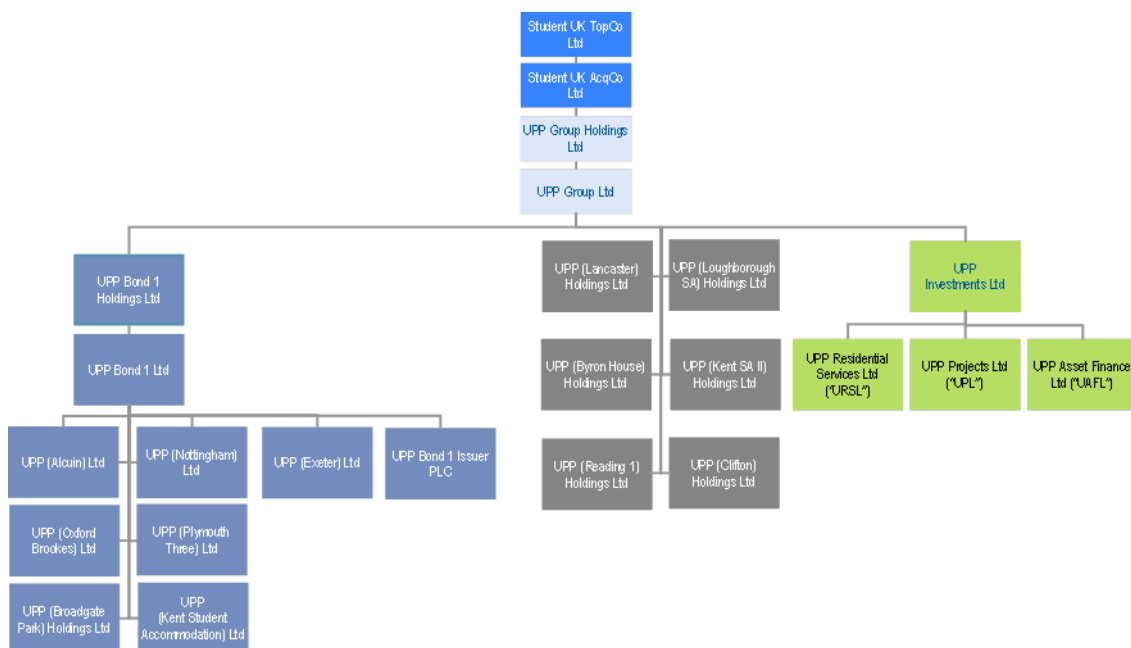 Student UK TopCo
Ltd
Student UK AcqCo
Ltd
UPP Group Holdings
Ltd
UPP Group Ltd
UPP Bond 1
Holdings Ltd
UPP Bond 1 Ltd
UPP (Alcuin) Ltd
UPP (Nottingham)
Ltd
UPP (Exeter) Ltd
UPP Bond 1 Issuer
PLC
UPP (Oxford
Brookes) Ltd
UPP (Plymouth
Three) Ltd
UPP (Broadgate
Park) Holdings Ltd
UPP
(Kent Student
Accommodation) Ltd
UPP (Lancaster)
Holdings Ltd
UPP (Loughborough
SA) Holdings Ltd
UPP (Byron House)
Holdings Ltd
UPP (Kent SA II)
Holdings Ltd
UPP (Reading 1)
Holdings Ltd
UPP (Clifton)
Holdings Ltd
UPP
Investments Ltd
UPP Residential
Services Ltd
("URSL")
UPP Projects Ltd
("UPL")
UPP Asset Finance
Ltd ("UAFL")